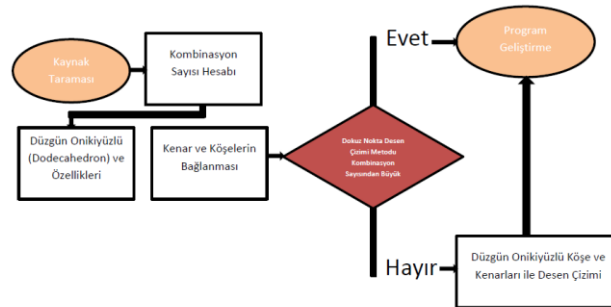 Kaynak
Taraması
Kombinasyon
Sayısı Hesabı
Düzgün Onikiyüzlü
(Dodecahedron) ve
Özellikleri
Kenar ve Köşelerin
Bağlanması
Dokuz Nokta Desen
Çizimi Metodu
Kombinasyon
Sayısından Büyük
Evet
Program
Geliştirme
Hayır
Düzgün Onikiyüzlü Köşe ve
Kenarları ile Desen Çizimi